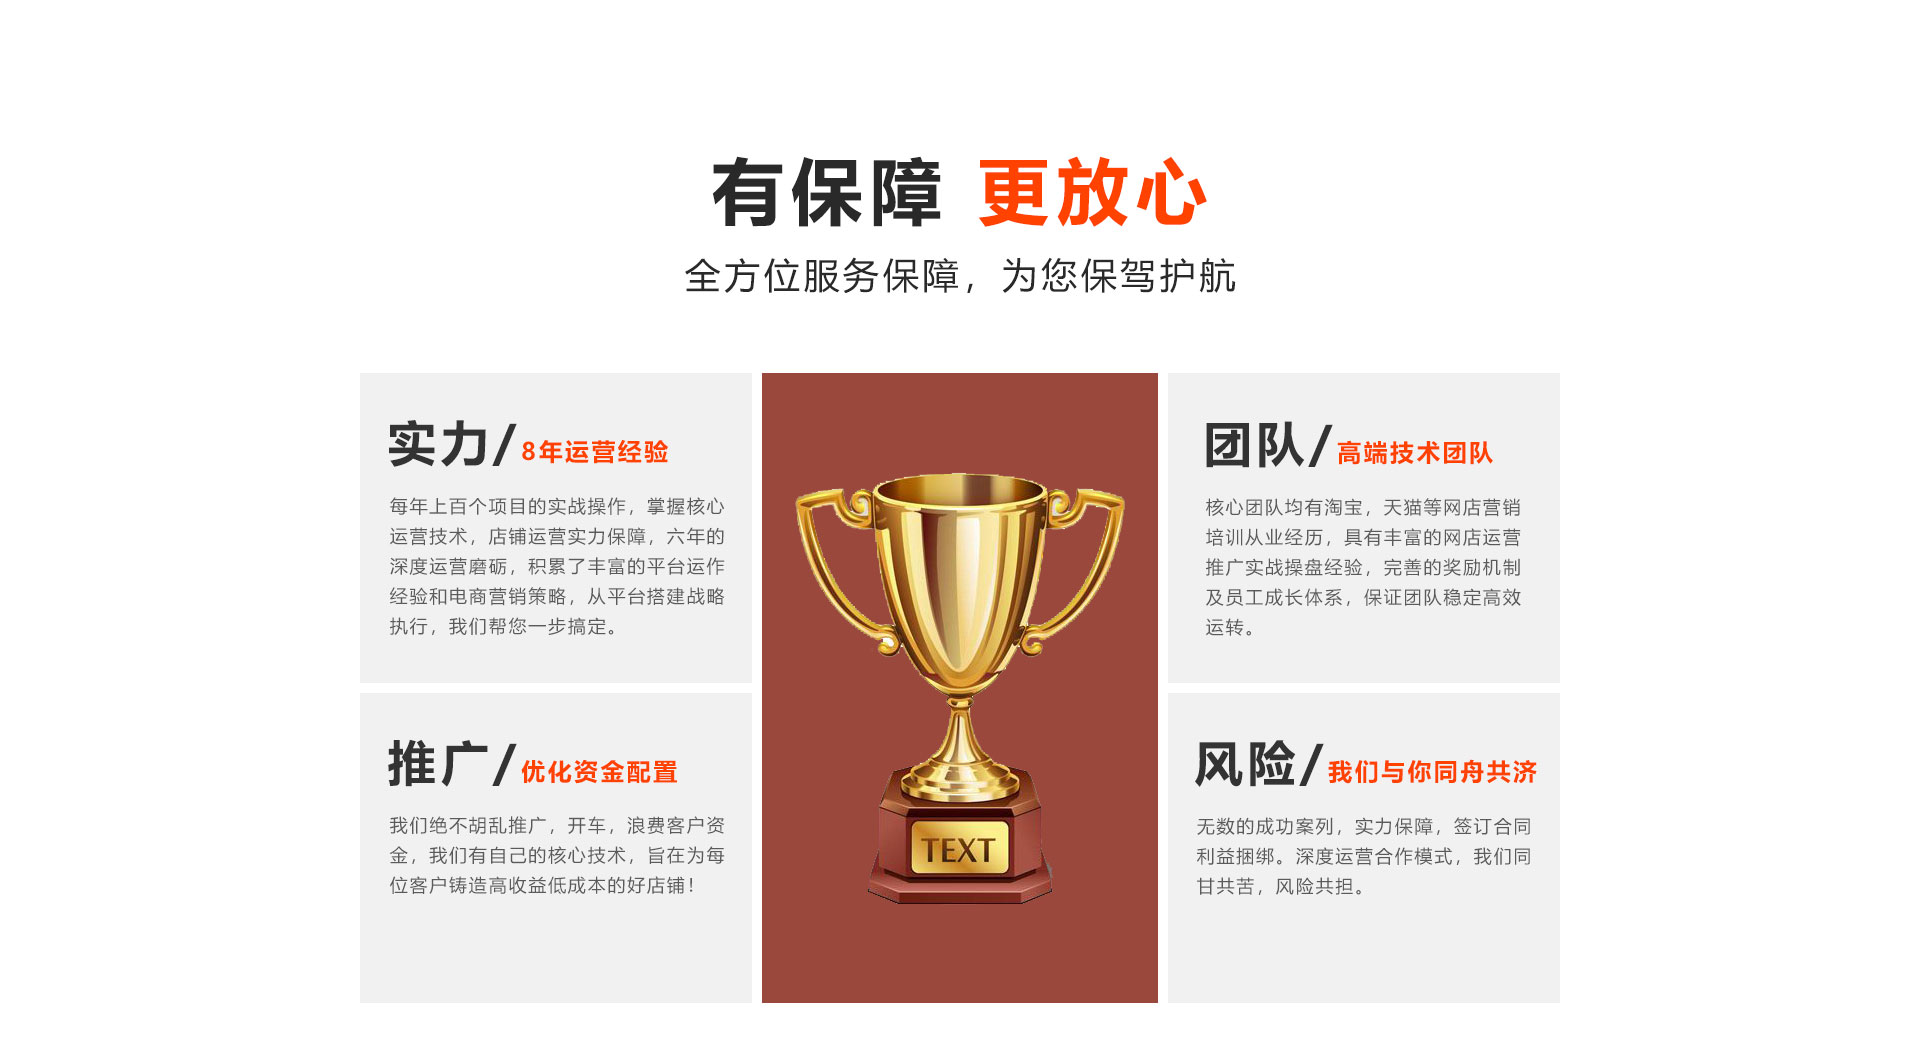 有保障 更放心
全方位服务保障，为您保驾护航
实力/8年运营经验
每年上百个项目的实战操作，掌握核心
运营技术，店铺运营实力保障，六年的
深度运营磨砺，积累了丰富的平台运作
经验和电商营销策略，从平台搭建战略
执行，我们帮您一步搞定。
推广/优化资金配置
我们绝不胡乱推广，开车，浪费客户资
金，我们有自己的核心技术，旨在为每
位客户铸造高收益低成本的好店铺！
TEXT
团队/高端技术团队
核心团队均有淘宝，天猫等网店营销
培训从业经历，具有丰富的网店运营
推广实战操盘经验，完善的奖励机制
及员工成长体系，保证团队稳定高效
运转。
风险/我们与你同舟共济
无数的成功案列，实力保障，签订合同
利益捆绑。深度运营合作模式，我们同
甘共苦，风险共担。